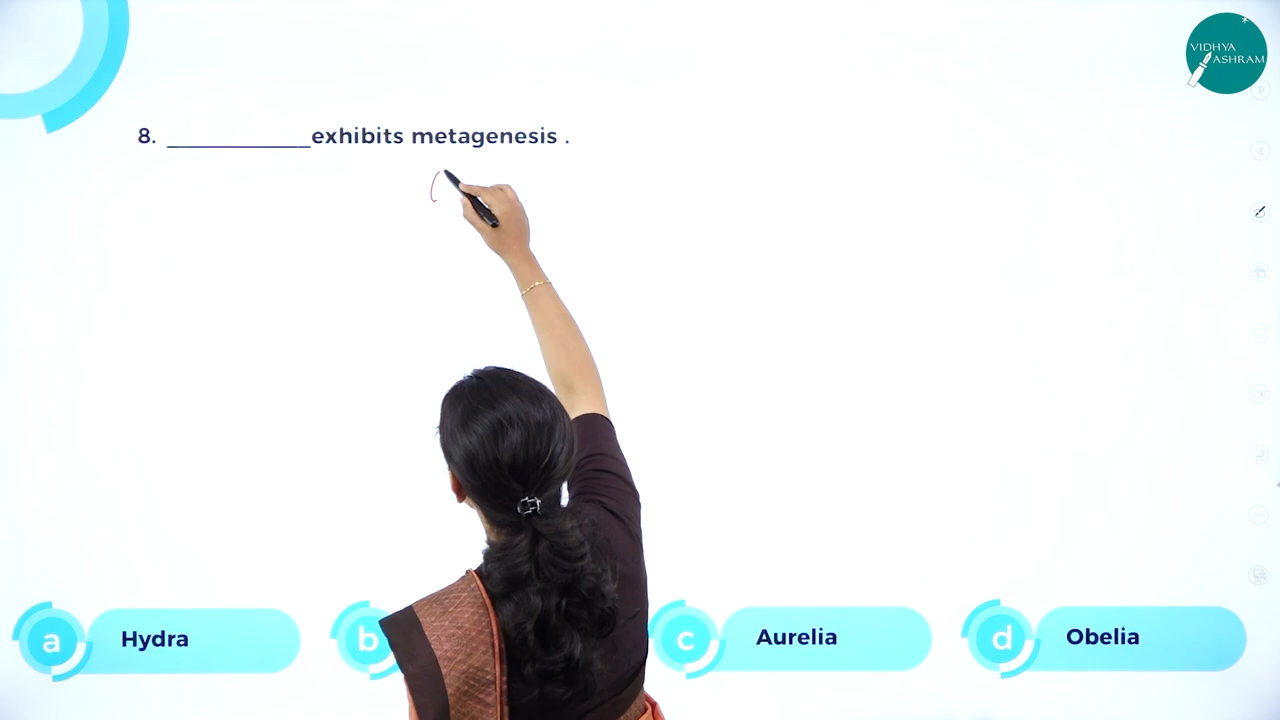 VIDHYA
ASHRAM
8. ____________exhibits metagenesis .
a Hydra
b
c Aurelia
d Obelia